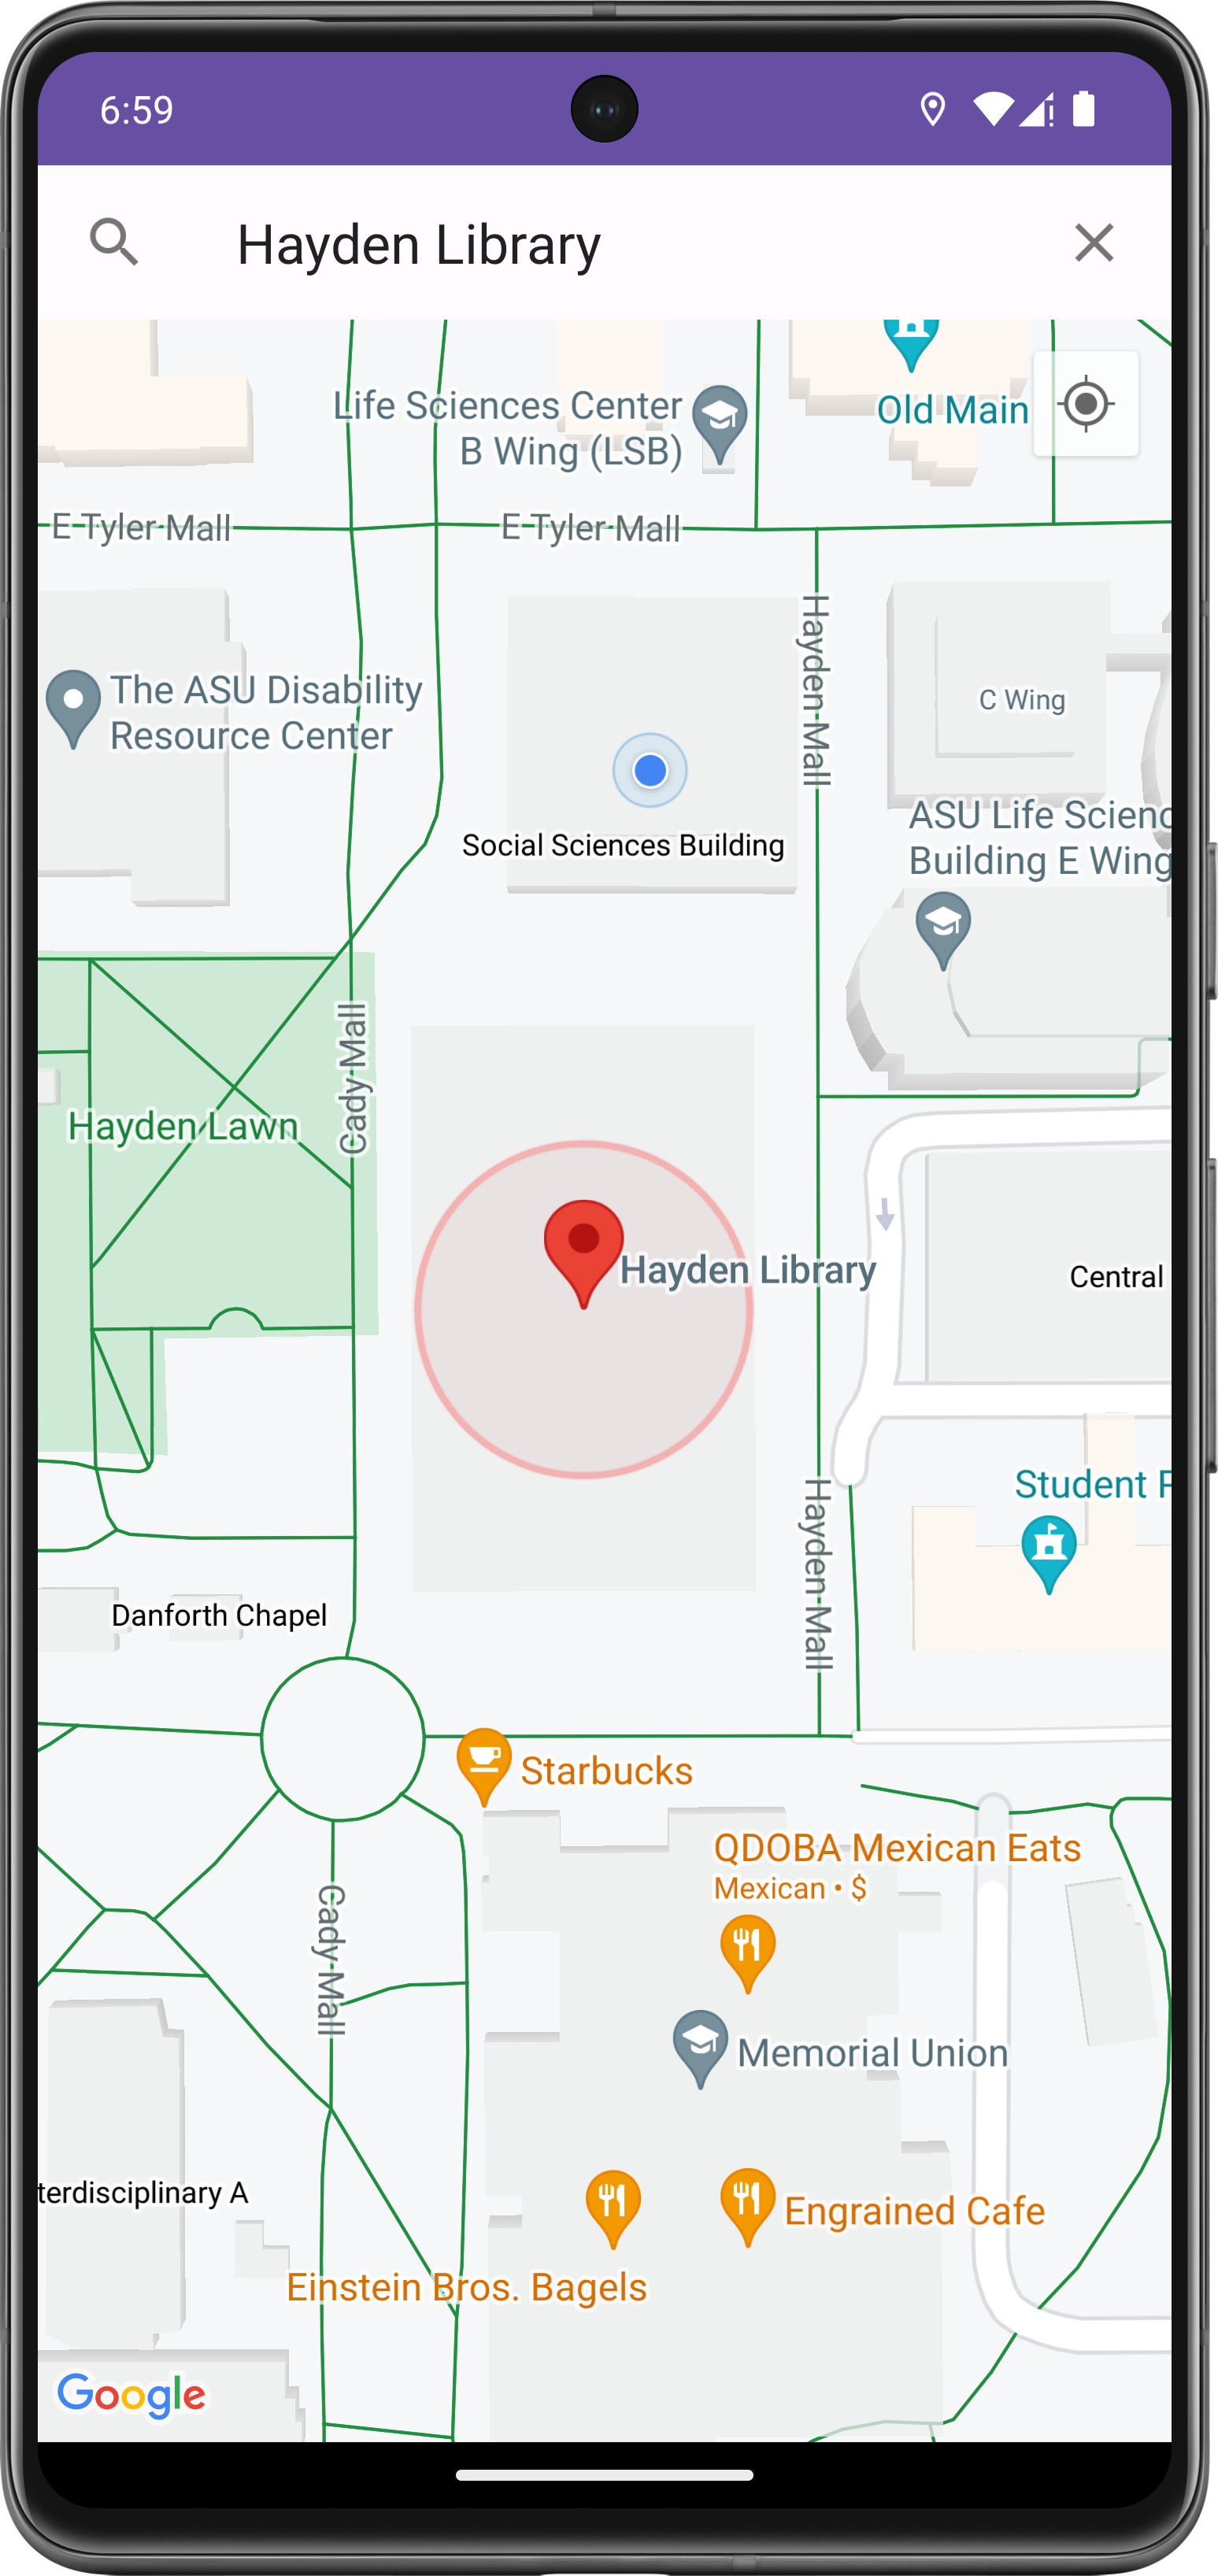 6:59
Hayden Library
Life Sciences Center
B Wing (LSB)
Old Main
E Tyler Mall
E Tyler Mall
Hayden Mall
The ASU Disability
Resource Center
C Wing
Social Sciences Building
ASU Life Scienc
Building E Wing
Cady Mall
Hayden Lawn
Hayden Library
Central
Student
Hayden Mall
Danforth Chapel
Starbucks
QDOBA Mexican Eats
Mexican • $
Cady Mall
Memorial Union
terdisciplinary A
Engrained Cafe
Einstein Bros. Bagels
Google